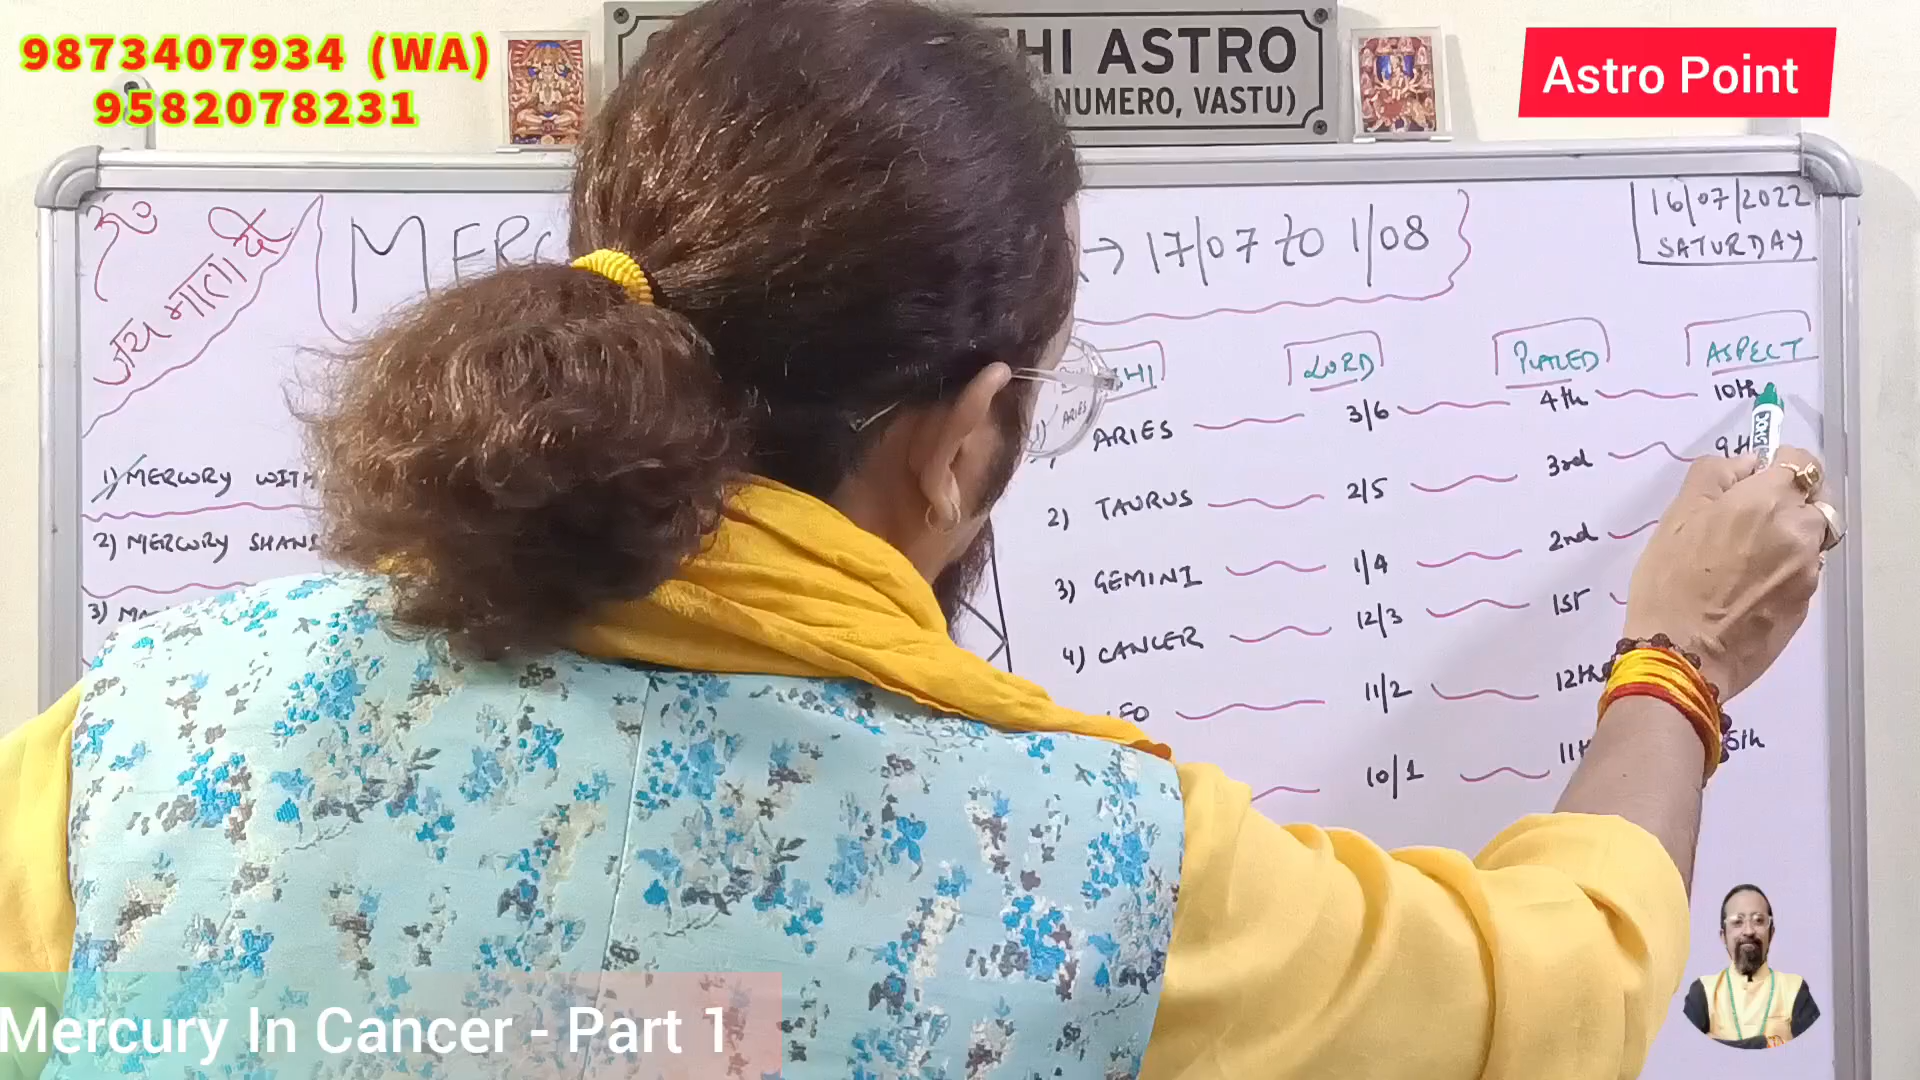 9873407934 (WA)
9582078231
HI ASTRO
NUMERO, VASTU)
Astro Point
ॐ
जय माता दी
→ 17/07 to 1/08
16/07/2022
SATURDAY
LORD PLACED ASPECT
ARIES 3/6 4th 10th
2) TAURUS 2/5 3rd
3) GEMINI 1/4 2nd
4) CANCER 12/3 1st
11/2 12th
10/1 5th
1) MERCURY WITH
2) MERCURY
3)
Mercury In Cancer - Part 1